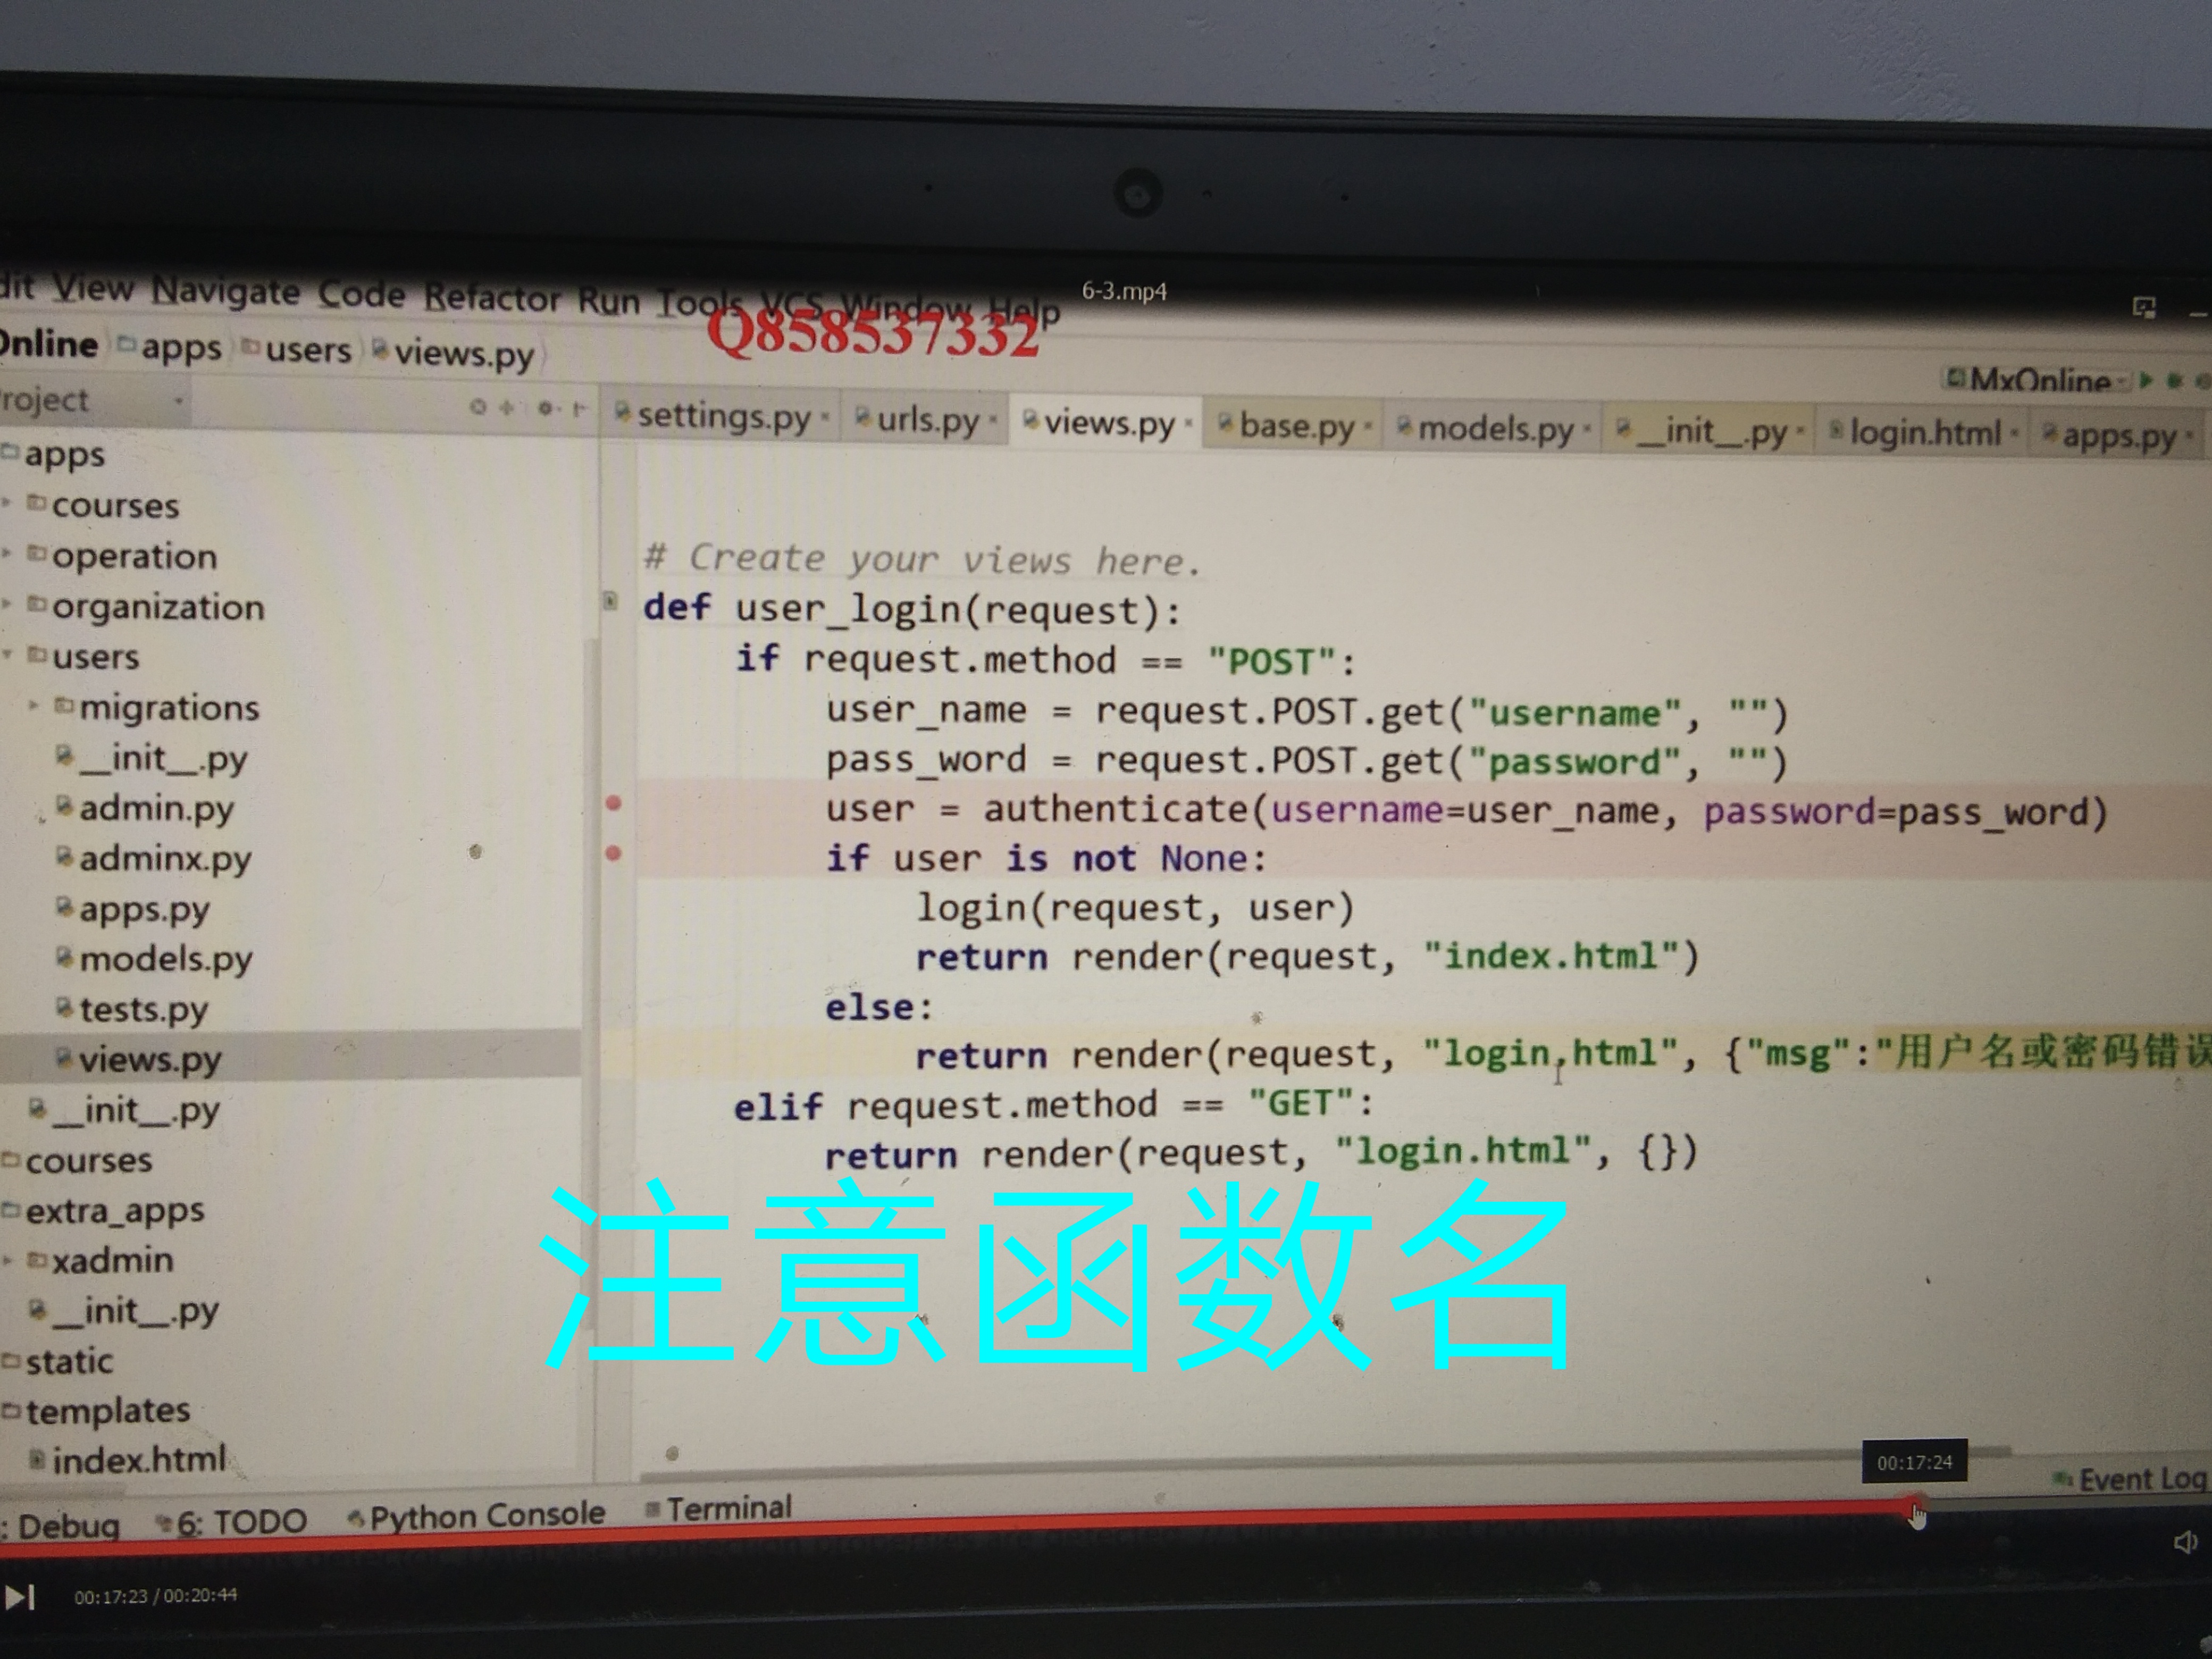 6-3.mp4
View Navigate Code Refactor Run Tools VCS Window Help
Q858537332
Online apps users views.py
MxOnline
roject
settings.py urls.py views.py base.py models.py __init__.py login.html apps.py
apps
courses
operation
organization
users
migrations
__init__.py
admin.py
adminx.py
apps.py
models.py
tests.py
views.py
__init__.py
courses
extra_apps
xadmin
__init__.py
static
templates
index.html
# Create your views here.
def user_login(request):
if request.method == "POST":
user_name = request.POST.get("username", "")
pass_word = request.POST.get("password", "")
user = authenticate(username=user_name, password=pass_word)
if user is not None:
login(request, user)
return render(request, "index.html")
else:
return render(request, "login.html", {"msg":"用户名或密码错误
elif request.method == "GET":
return render(request, "login.html", {})
注意函数名
00:17:24
Event Log
: Debug 6: TODO Python Console Terminal
00:17:23 / 00:20:44